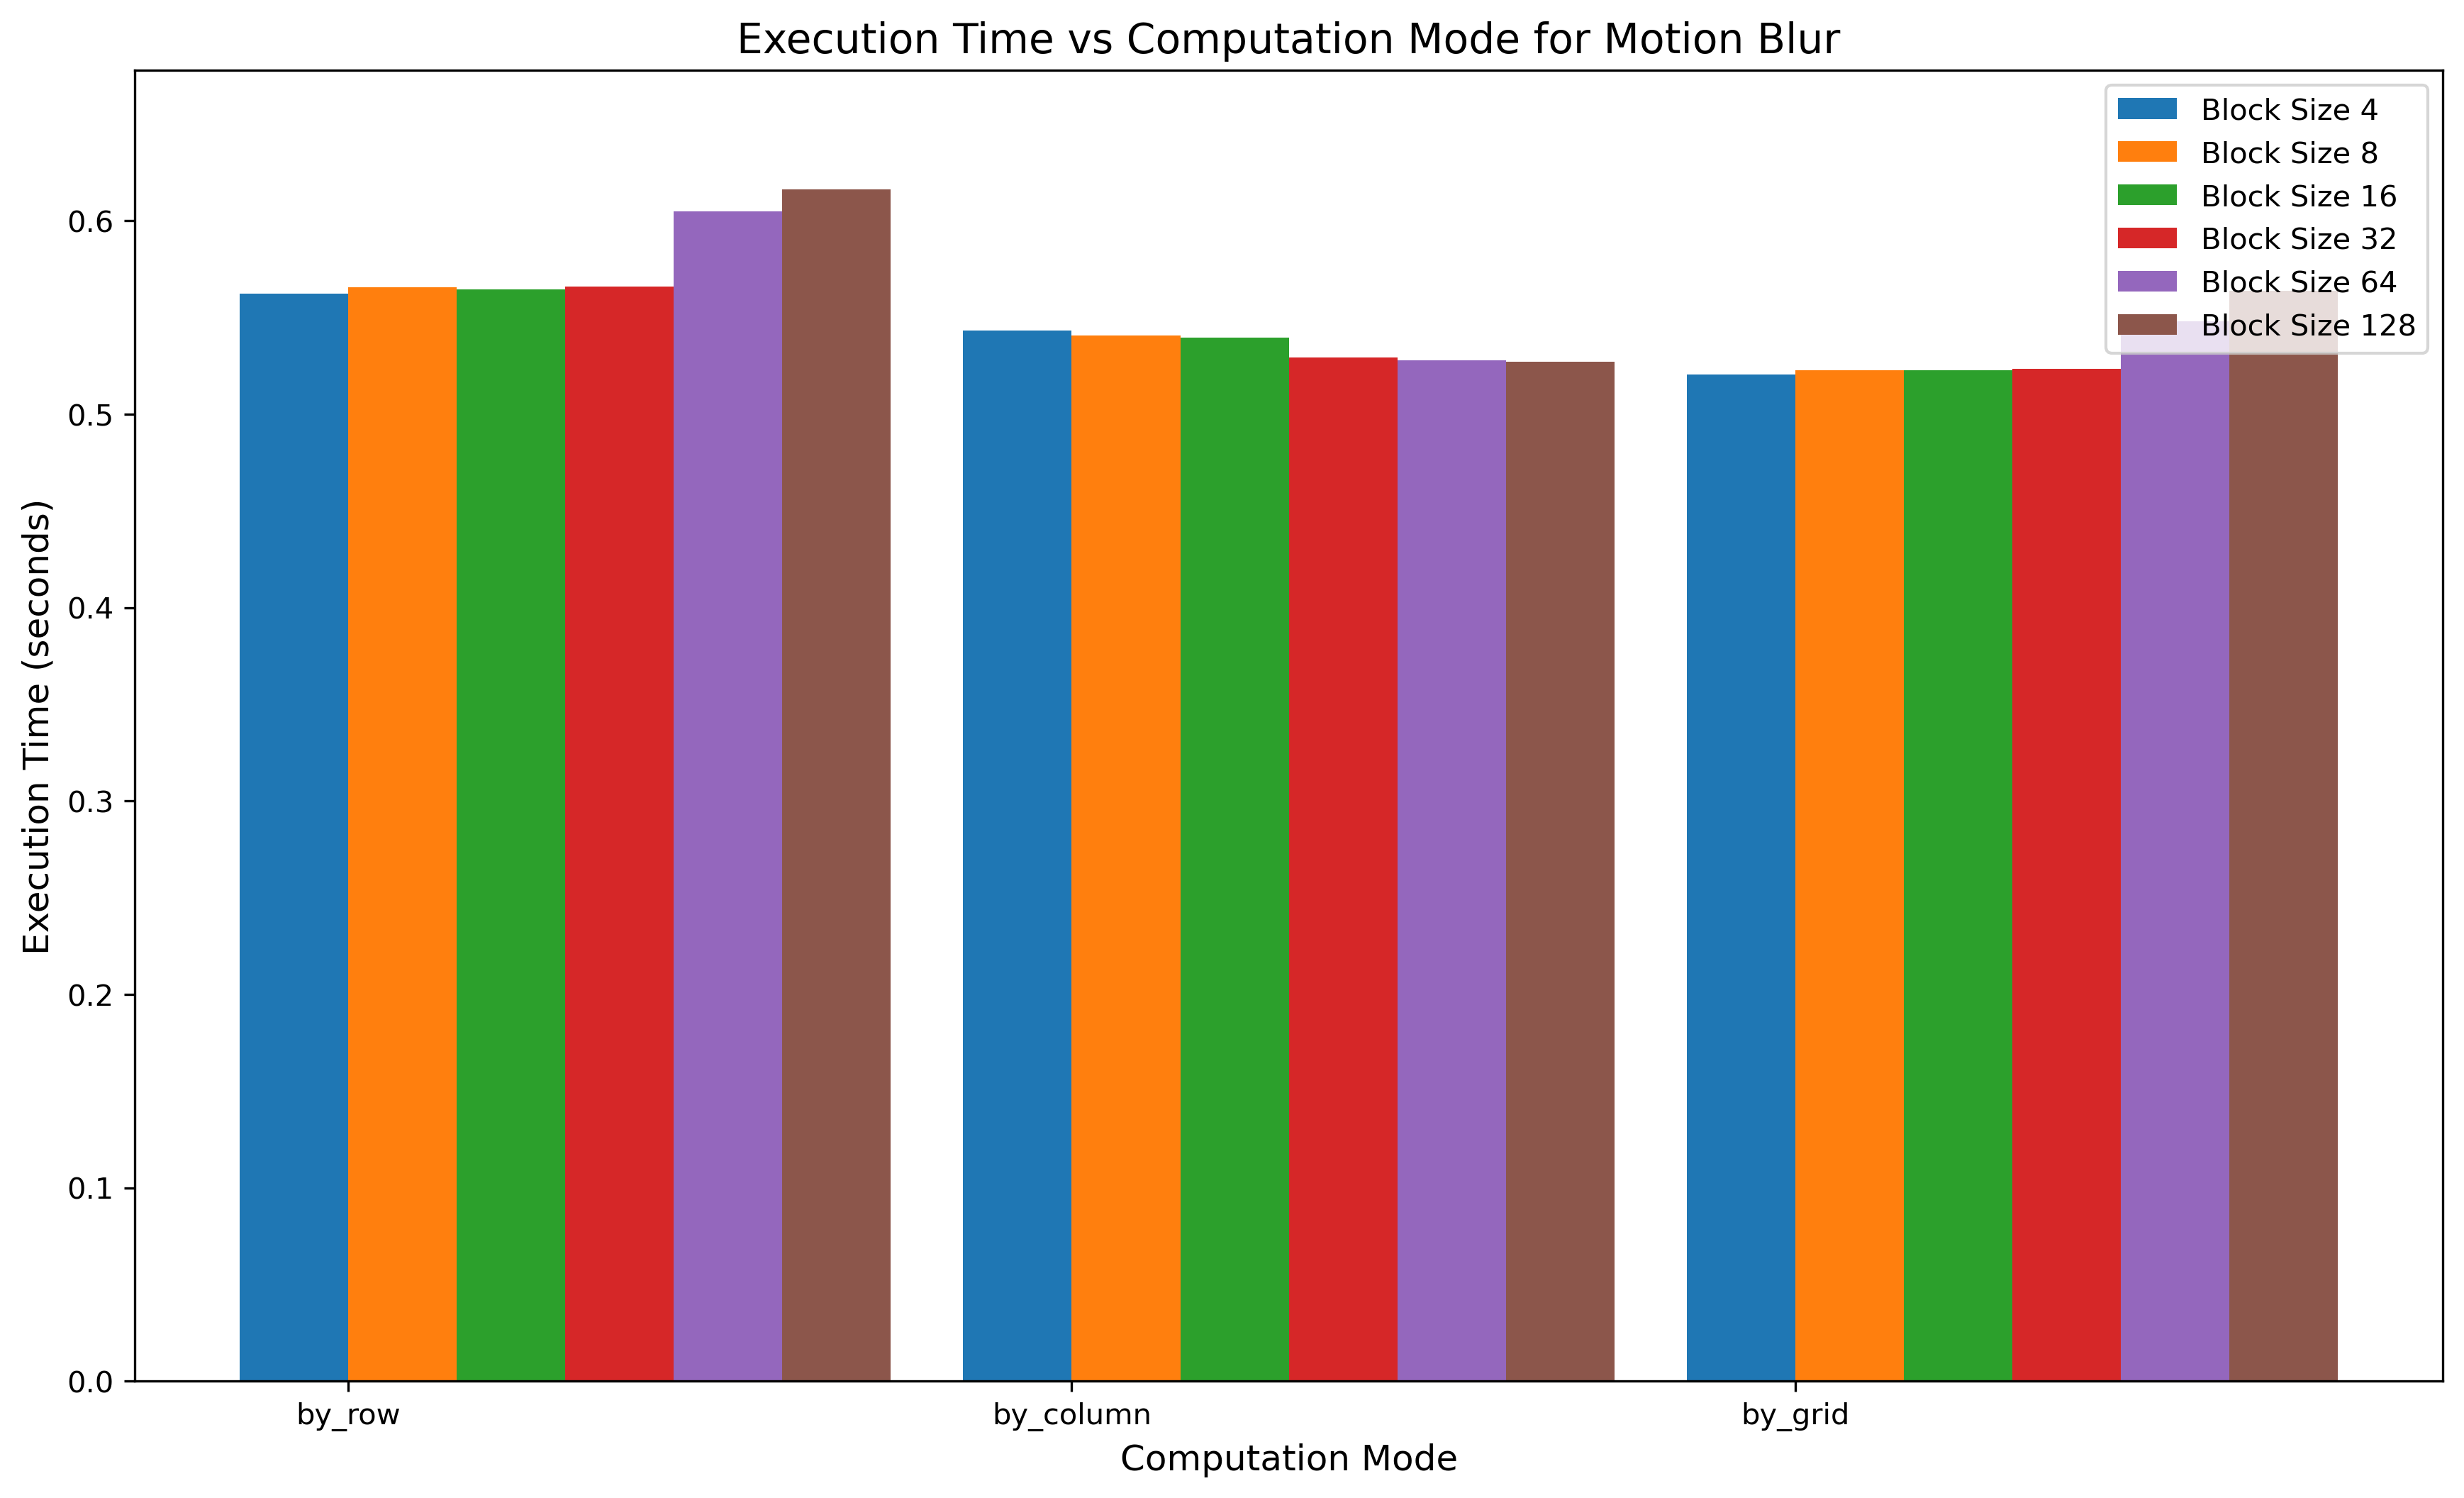 Execution Time vs Computation Mode for Motion Blur
Block Size 4
Block Size 8
Block Size 16
Block Size 32
Block Size 64
Block Size 128
0.6
0.5
0.4
0.3
0.2
0.1
0.0
Execution Time (seconds)
by_row
by_column
by_grid
Computation Mode